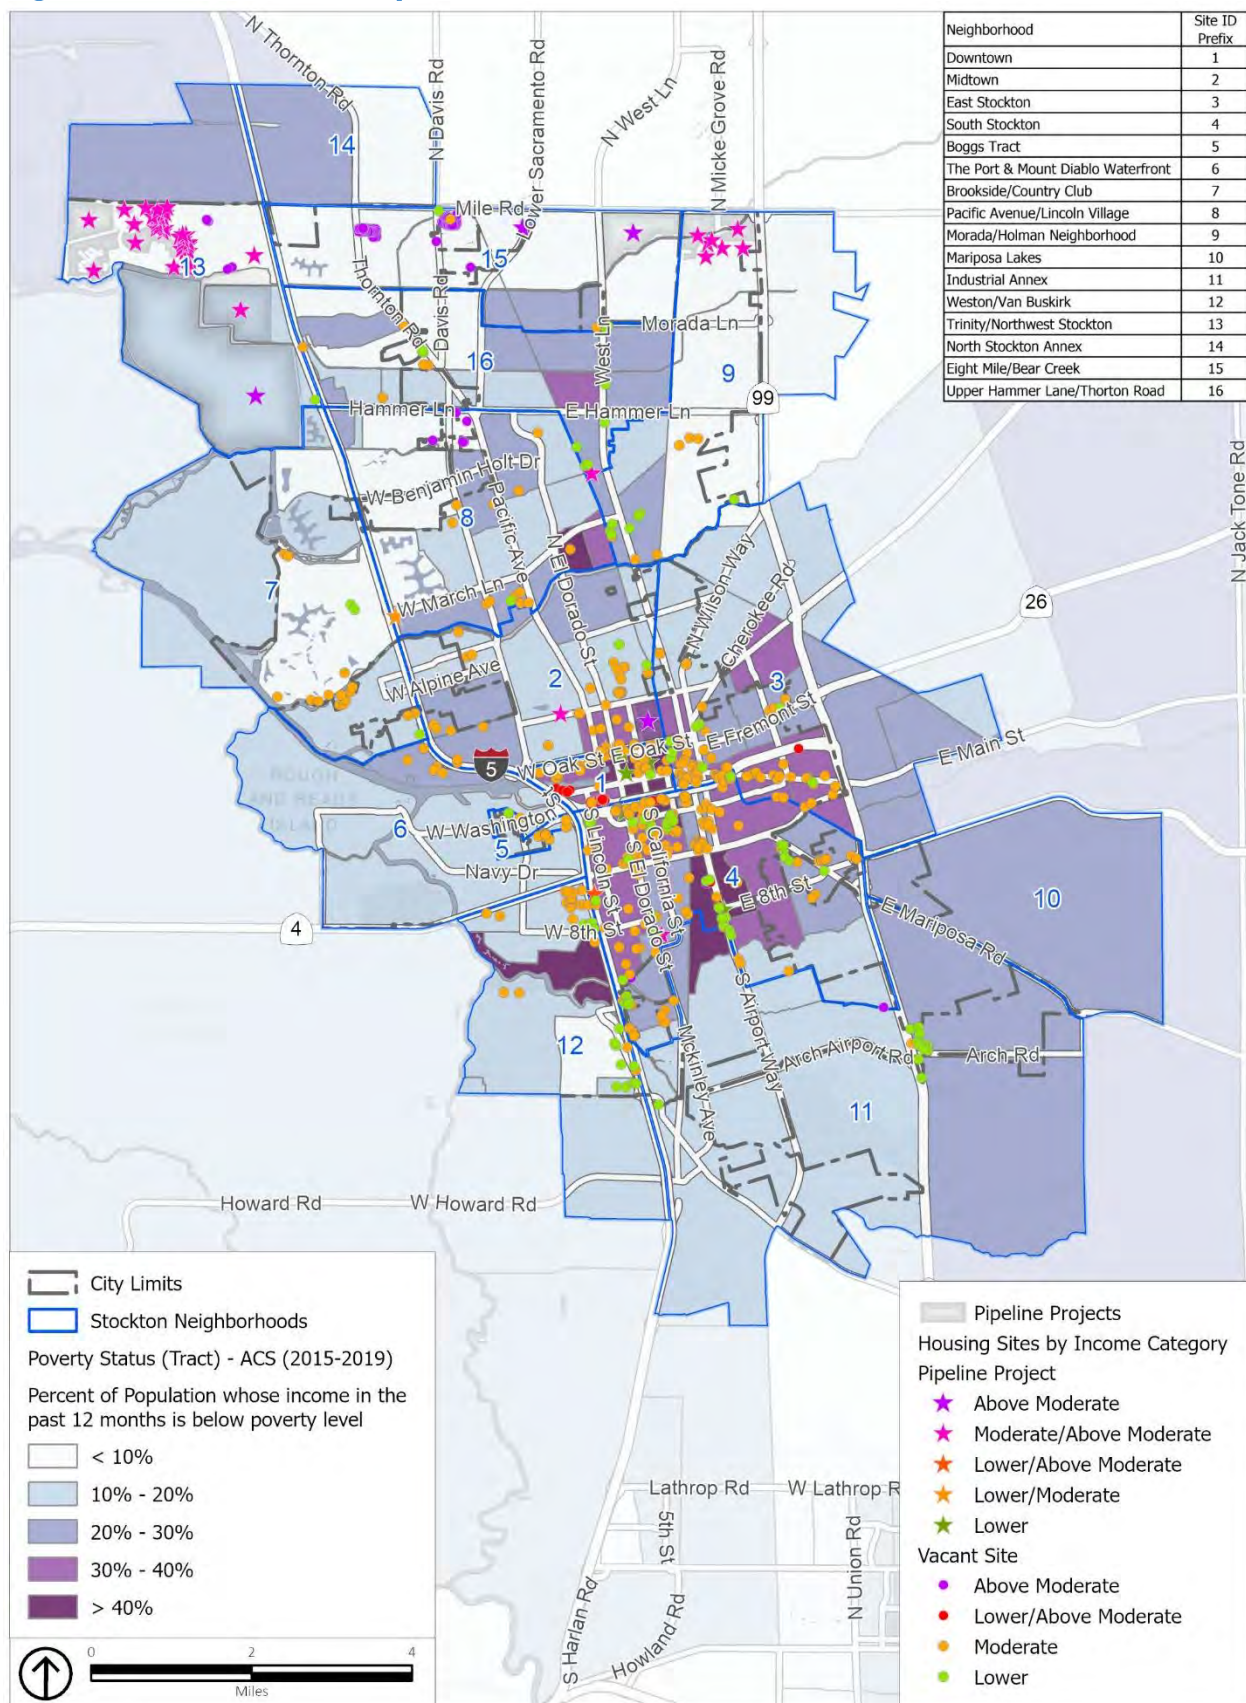 Neighborhood Site ID
Prefix
Downtown 1
Midtown 2
East Stockton 3
South Stockton 4
Boggs Tract 5
The Port & Mount Diablo Waterfront 6
Brookside/Country Club 7
Pacific Avenue/Lincoln Village 8
Morada/Holman Neighborhood 9
Mariposa Lakes 10
Industrial Annex 11
Weston/Van Buskirk 12
Trinity/Northwest Stockton 13
North Stockton Annex 14
Eight Mile/Bear Creek 15
Upper Hammer Lane/Thorton Road 16
N Thornton Rd
N Davis Rd
Lower Sacramento Rd
N West Ln
N Micke Grove Rd
14
Mile Rd
13
15
Thornton Rd
Davis Rd
Morada Ln
West Ln
16
9
99
Hammer Ln
E Hammer Ln
N Jack Tone Rd
W Benjamin Holt Dr
Pacific Ave
8
N El Dorado St
N Wilson Way
7
W March Ln
Cherokee Rd
26
W Alpine Ave
2
3
E Fremont St
E Main St
W Oak St
E Oak St
5
1
ROUGH
AND READY
ISLAND
6
W Washington S
5
Navy Dr
S Lincoln St
S El Dorado St
S California St
4
E 8th St
10
E Mariposa Rd
4
W 8th St
S Airport Way
12
Mckinley Ave
Arch Airport Rd
Arch Rd
11
Howard Rd
W Howard Rd
City Limits
Stockton Neighborhoods
Poverty Status (Tract) - ACS (2015-2019)
Percent of Population whose income in the
past 12 months is below poverty level
< 10%
10% - 20%
20% - 30%
30% - 40%
> 40%
0 2 4
Miles
Lathrop Rd
W Lathrop R
5th St
N Union Rd
S Harlan Rd
Howland Rd
Pipeline Projects
Housing Sites by Income Category
Pipeline Project
Above Moderate
Moderate/Above Moderate
Lower/Above Moderate
Lower/Moderate
Lower
Vacant Site
Above Moderate
Lower/Above Moderate
Moderate
Lower